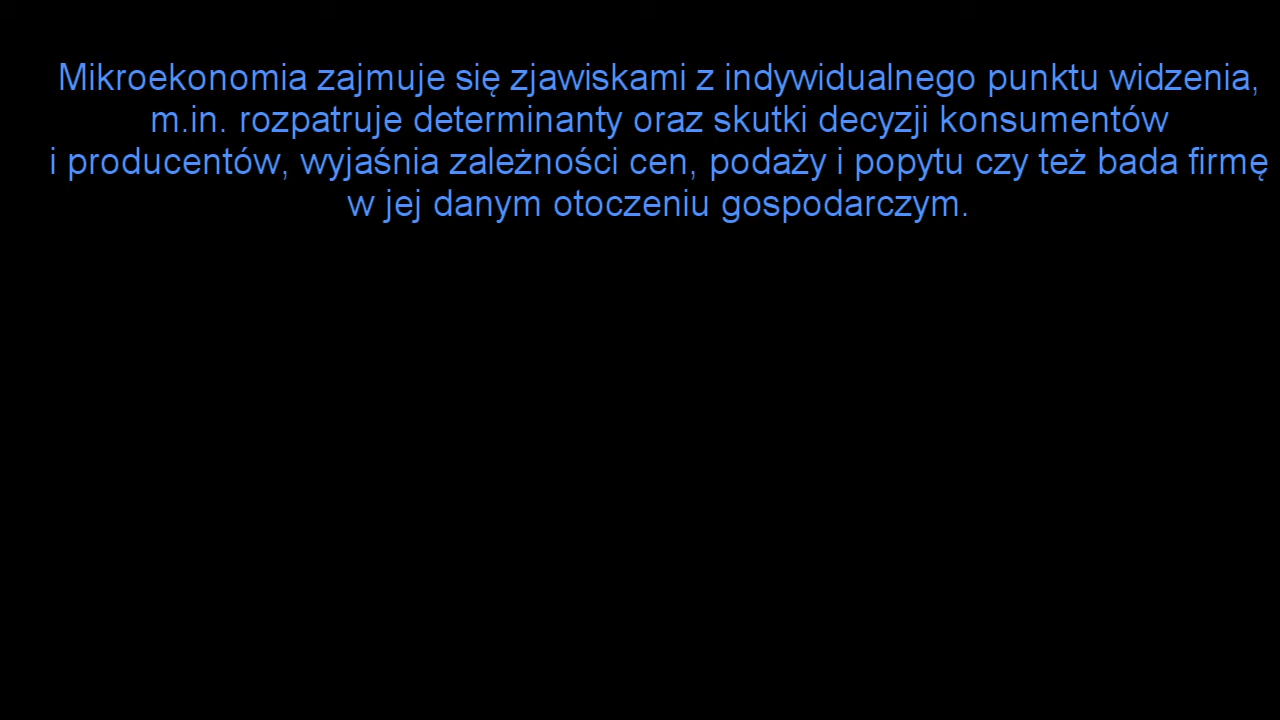 Mikroekonomia zajmuje się zjawiskami z indywidualnego punktu widzenia,
m.in. rozpatruje determinanty oraz skutki decyzji konsumentów
i producentów, wyjaśnia zależności cen, podaży i popytu czy też bada firmę
w jej danym otoczeniu gospodarczym.